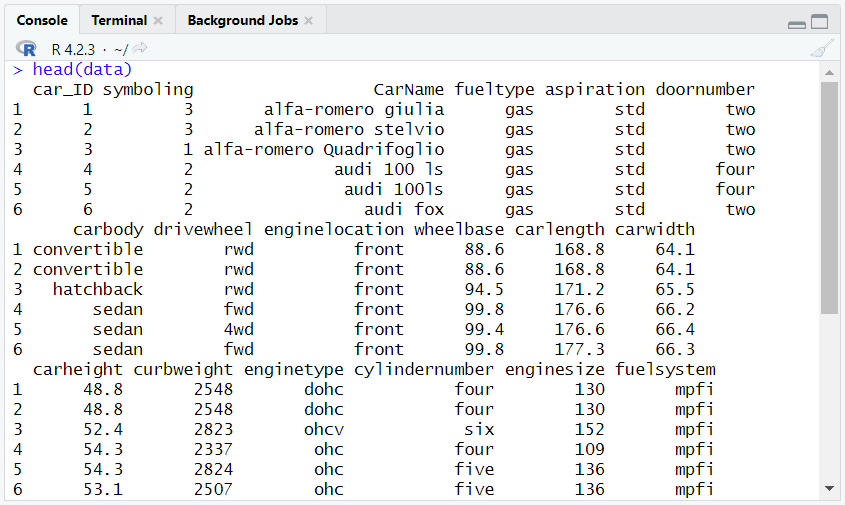 Console Terminal Background Jobs
R R 4.2.3 · ~/
> head(data)
  car_ID symboling                  CarName fueltype aspiration doornumber
1      1         3       alfa-romero giulia      gas        std        two
2      2         3      alfa-romero stelvio      gas        std        two
3      3         1 alfa-romero Quadrifoglio      gas        std        two
4      4         2              audi 100 ls      gas        std       four
5      5         2               audi 100ls      gas        std       four
6      6         2                 audi fox      gas        std        two
      carbody drivewheel enginelocation wheelbase carlength carwidth
1 convertible        rwd          front      88.6     168.8     64.1
2 convertible        rwd          front      88.6     168.8     64.1
3   hatchback        rwd          front      94.5     171.2     65.5
4       sedan        fwd          front      99.8     176.6     66.2
5       sedan        4wd          front      99.4     176.6     66.4
6       sedan        fwd          front      99.8     177.3     66.3
  carheight curbweight enginetype cylindernumber enginesize fuelsystem
1      48.8       2548       dohc           four        130       mpfi
2      48.8       2548       dohc           four        130       mpfi
3      52.4       2823       ohcv            six        152       mpfi
4      54.3       2337        ohc           four        109       mpfi
5      54.3       2824        ohc           five        136       mpfi
6      53.1       2507        ohc           five        136       mpfi